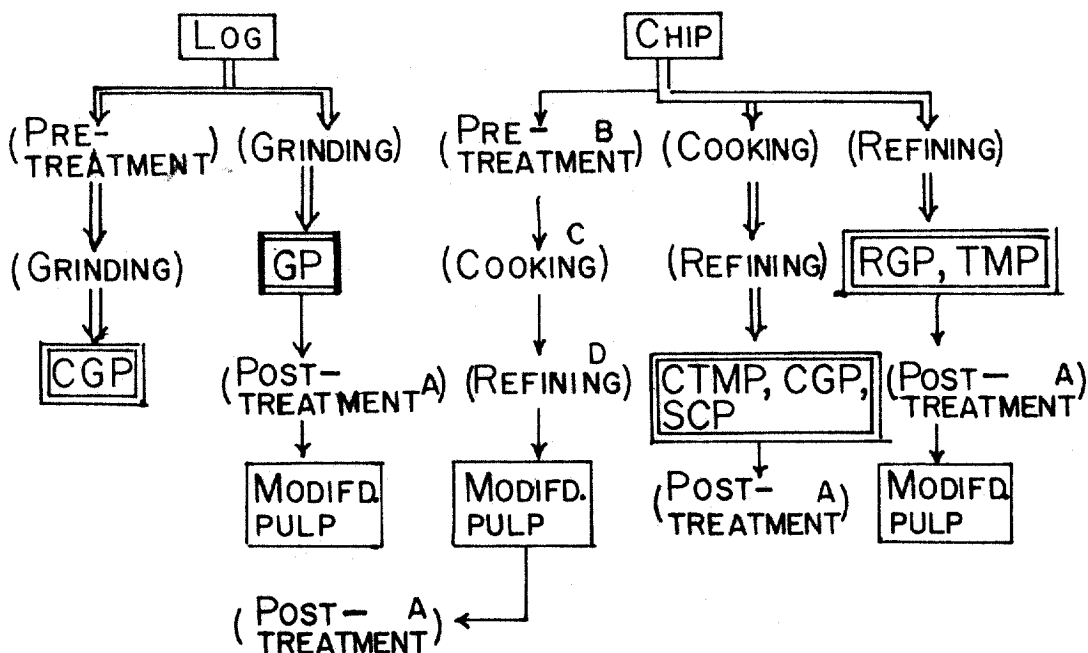 LOG
CHIP
(PRE-
TREATMENT)
(GRINDING)
(PRE- B
TREATMENT)
(COOKING)
(REFINING)
(GRINDING)
GP
(COOKING) C
(REFINING)
RGP, TMP
CGP
(POST-
TREATMENT A)
(REFINING) D
CTMP, CGP,
SCP
(POST- A
TREATMENT)
MODIFD.
PULP
MODIFD.
PULP
(POST- A
TREATMENT)
MODIFD.
PULP
(POST- A
TREATMENT)